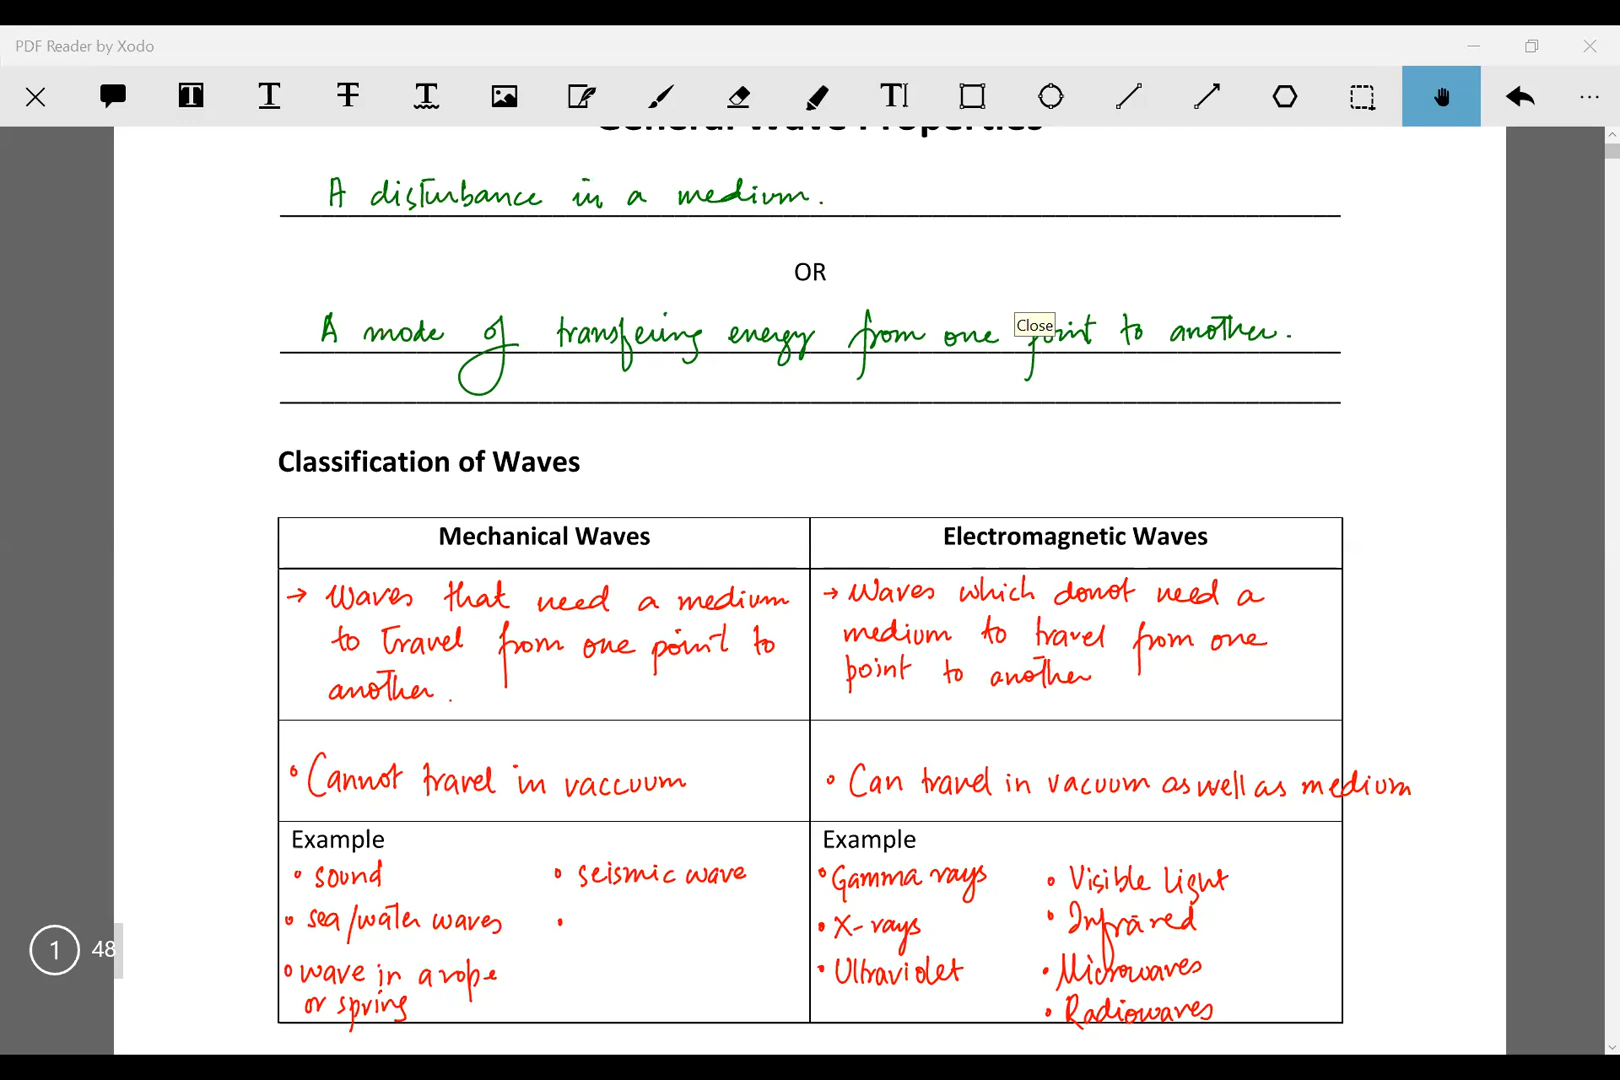 PDF Reader by Xodo
General Wave Properties
A disturbance in a medium.
OR
A mode of transfering energy from one point to another.
Close
Classification of Waves
Mechanical Waves
Electromagnetic Waves
→ Waves that need a medium
to travel from one point to
another.
→ Waves which donot need a
medium to travel from one
point to another
• Cannot travel in vaccuum
• Can travel in vacuum as well as medium
Example
• sound
• sea/water waves
• wave in a rope
or spring
• seismic wave
•
Example
• Gamma rays
• X-rays
• Ultraviolet
• Visible light
• Infrared
• Microwaves
• Radiowaves
1 48